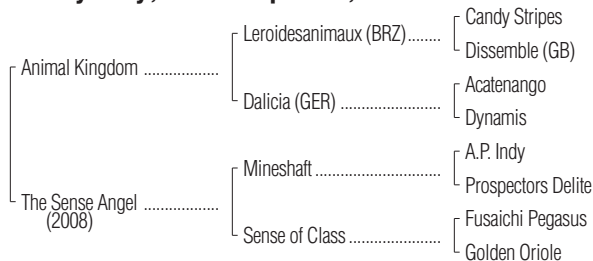 Candy Stripes
Leroidesanimaux (BRZ)........
Dissemble (GB)
Animal Kingdom ..................
Acatenango
Dalicia (GER) ........................
Dynamis
A.P. Indy
Mineshaft ..............................
Prospectors Delite
The Sense Angel ..................
(2008)
Fusaichi Pegasus
Sense of Class ......................
Golden Oriole